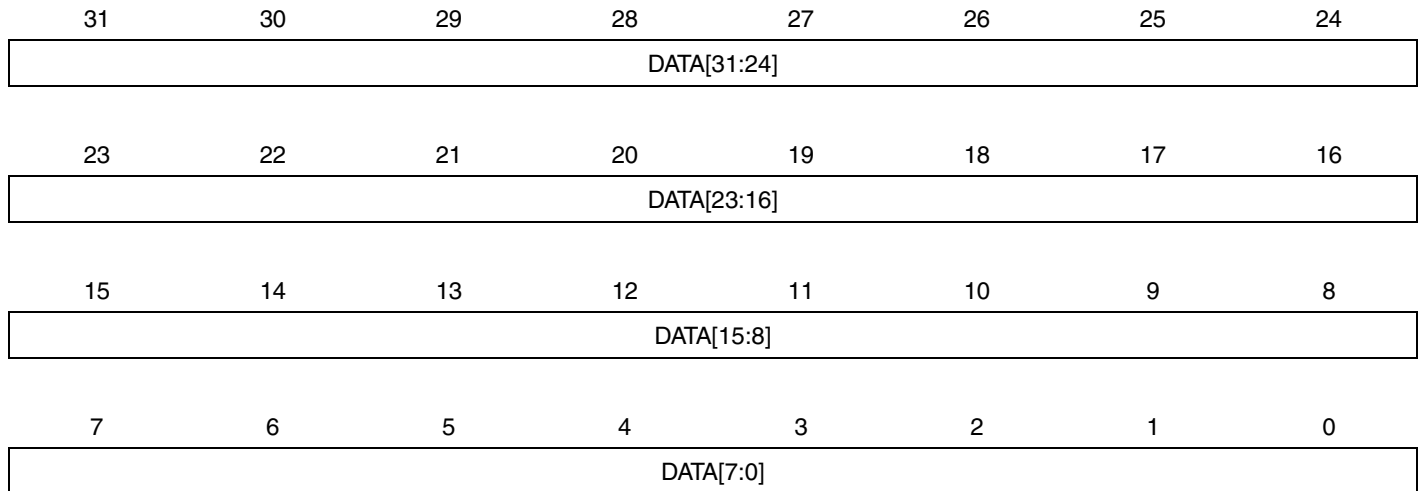 31 30 29 28 27 26 25 24
DATA[31:24]
23 22 21 20 19 18 17 16
DATA[23:16]
15 14 13 12 11 10 9 8
DATA[15:8]
7 6 5 4 3 2 1 0
DATA[7:0]